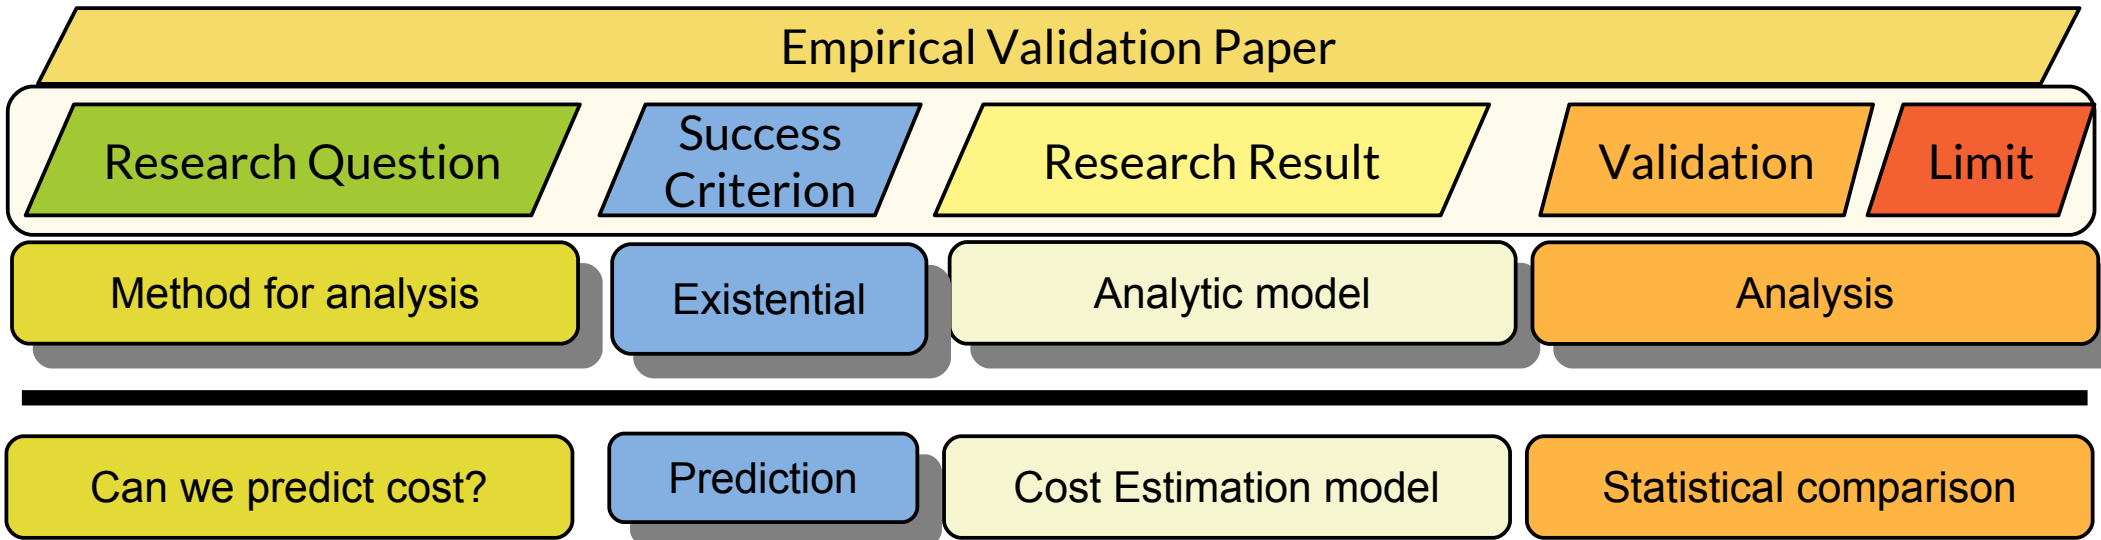 Empirical Validation Paper
Research Question
Success
Criterion
Research Result
Validation
Limit
Method for analysis
Existential
Analytic model
Analysis
Can we predict cost?
Prediction
Cost Estimation model
Statistical comparison